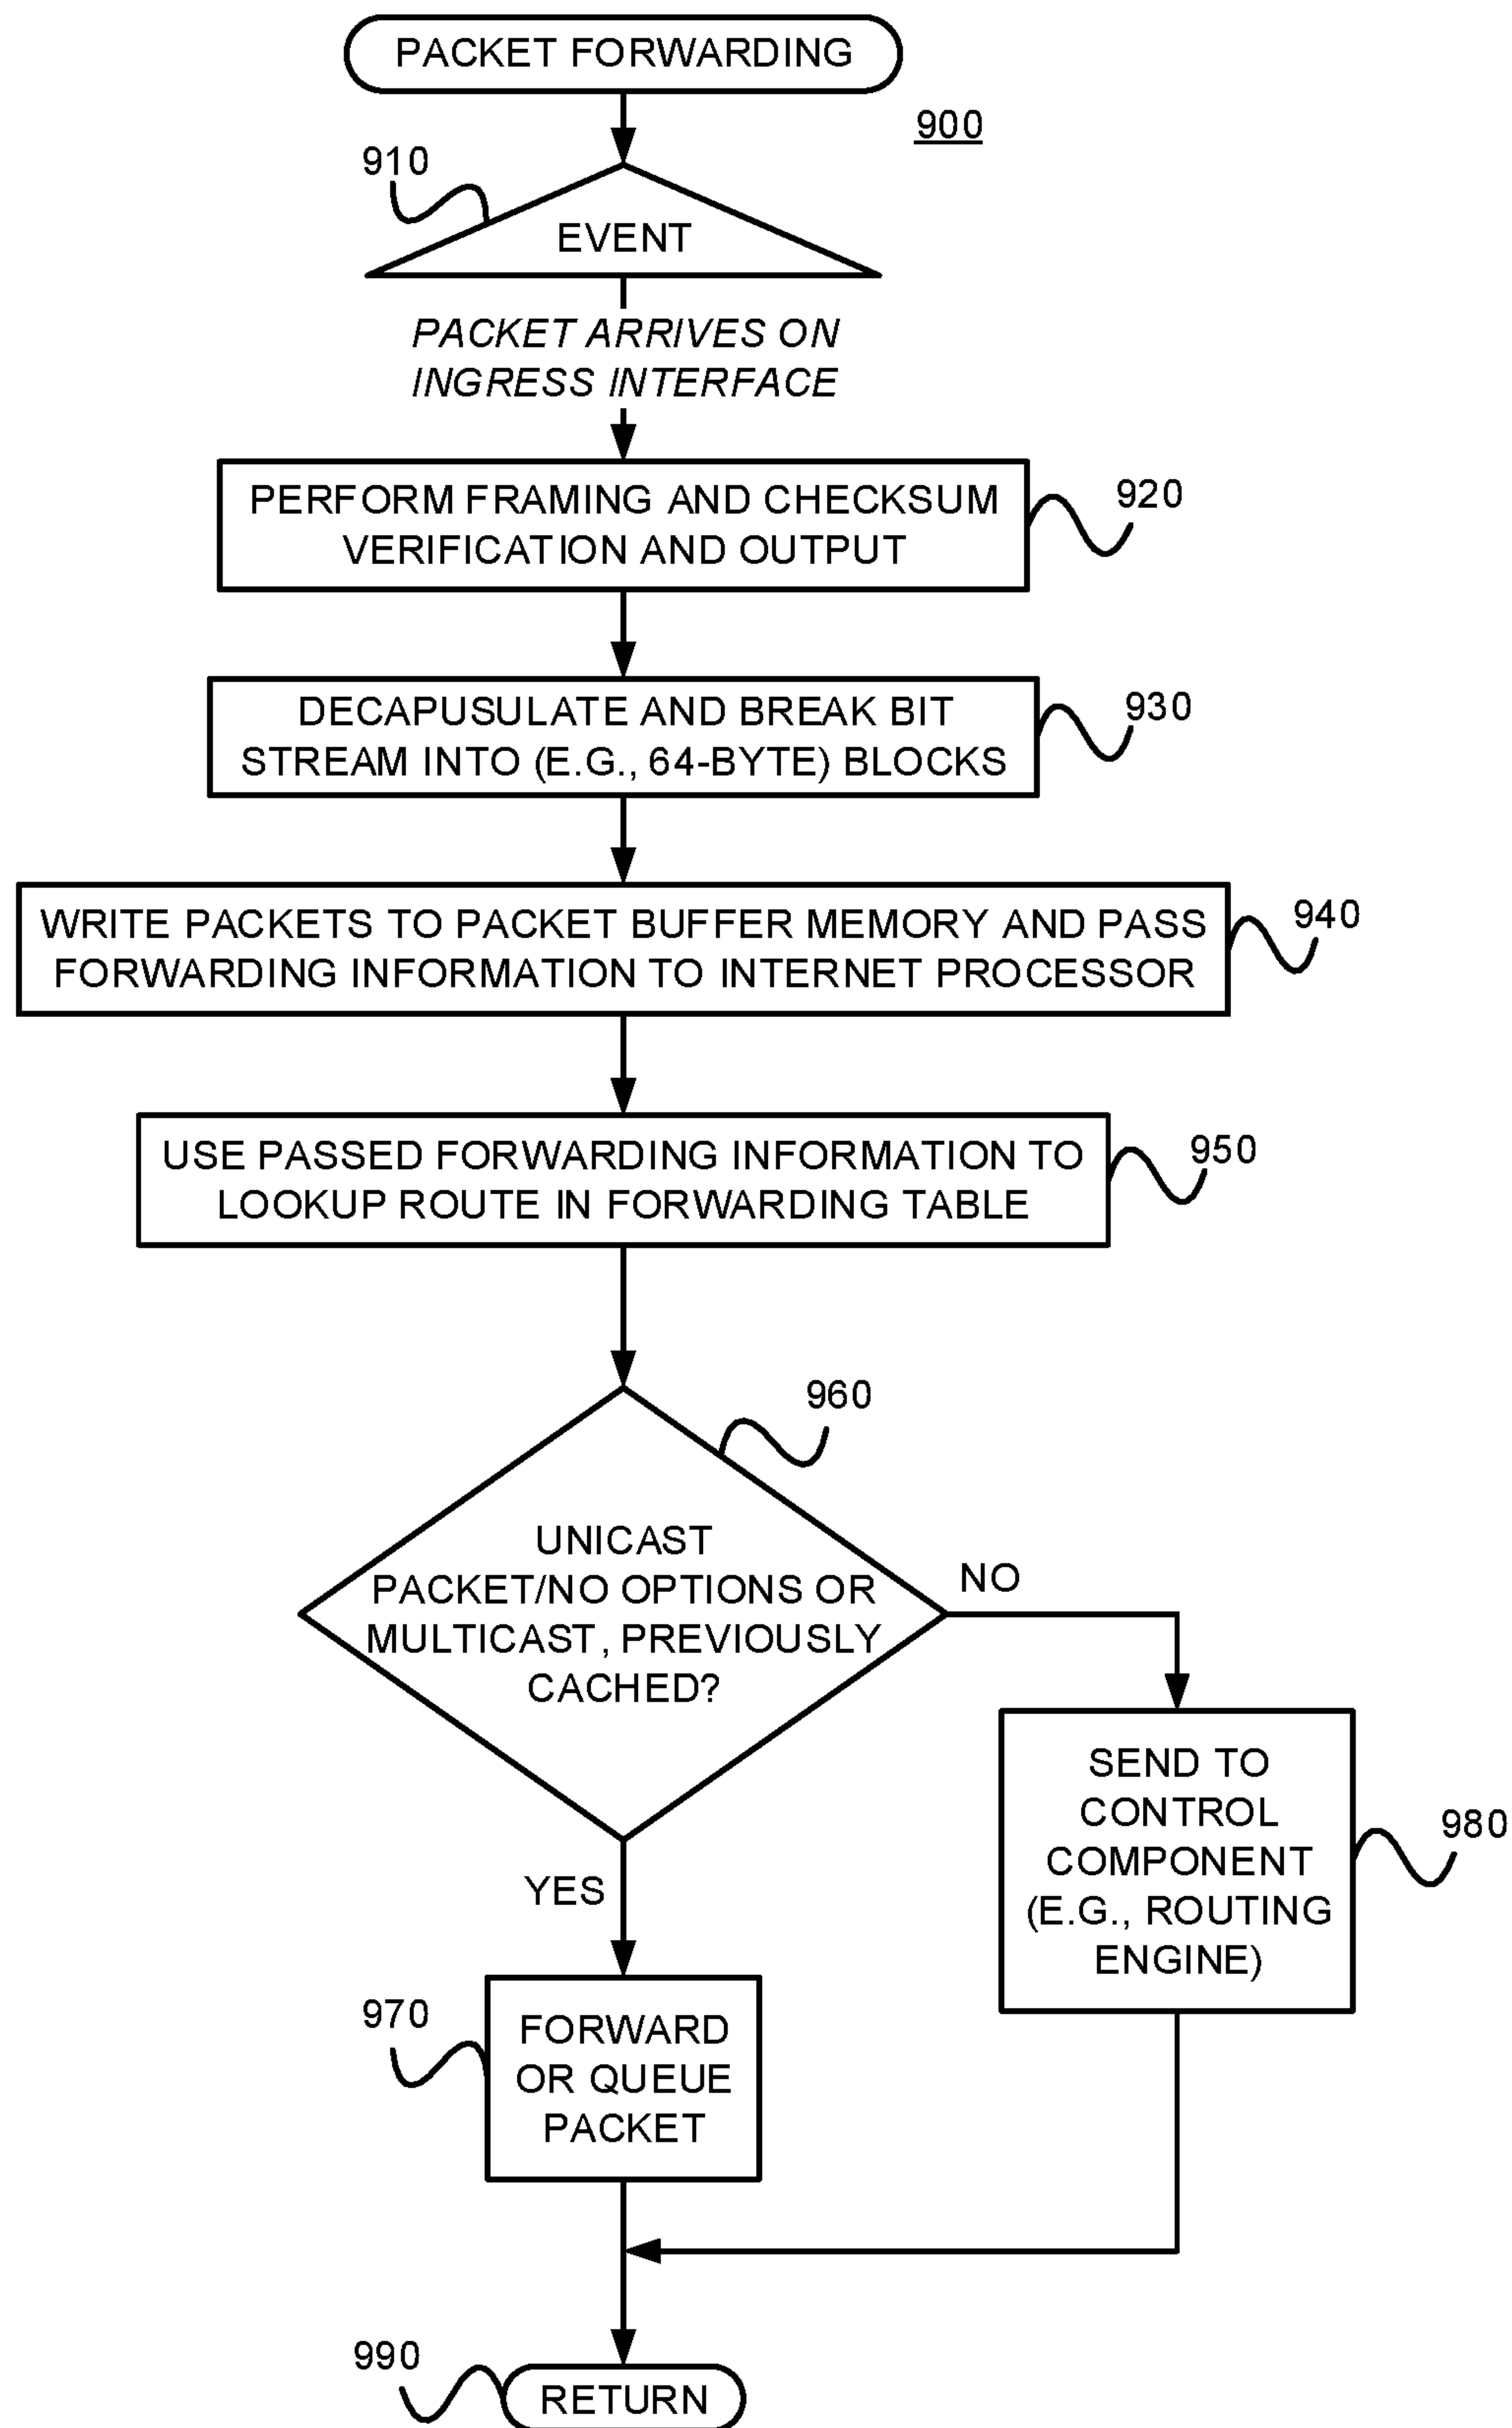 PACKET FORWARDING
900
910
EVENT
PACKET ARRIVES ON
INGRESS INTERFACE
PERFORM FRAMING AND CHECKSUM
VERIFICATION AND OUTPUT
920
DECAPUSULATE AND BREAK BIT
STREAM INTO (E.G., 64-BYTE) BLOCKS
930
WRITE PACKETS TO PACKET BUFFER MEMORY AND PASS
FORWARDING INFORMATION TO INTERNET PROCESSOR
940
USE PASSED FORWARDING INFORMATION TO
LOOKUP ROUTE IN FORWARDING TABLE
950
960
UNICAST
PACKET/NO OPTIONS OR
MULTICAST, PREVIOUSLY
CACHED?
NO
YES
SEND TO
CONTROL
COMPONENT
(E.G., ROUTING
ENGINE)
980
970
FORWARD
OR QUEUE
PACKET
990
RETURN